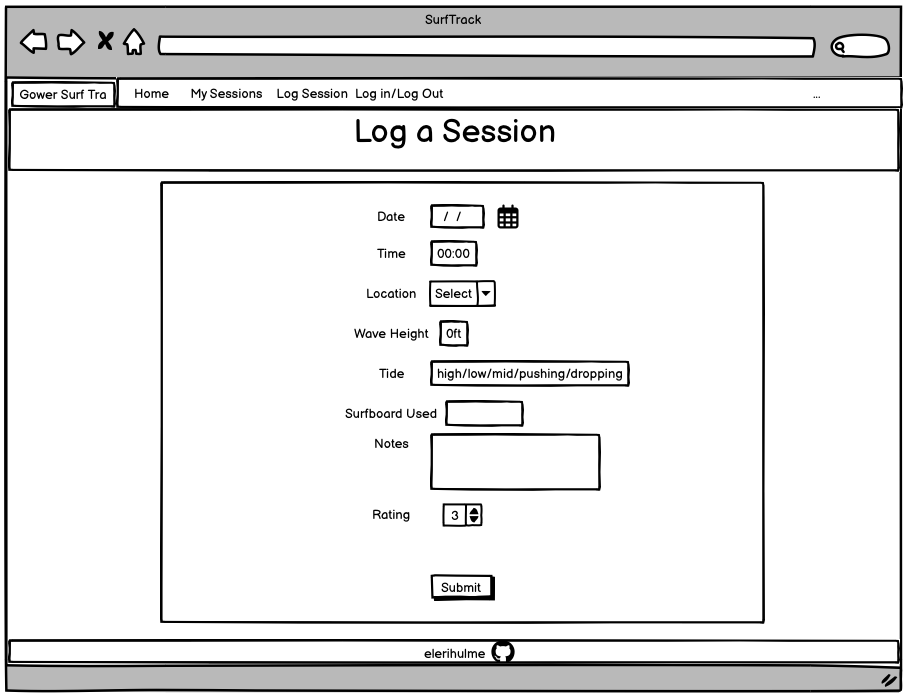 SurfTrack
Gower Surf Tra Home My Sessions Log Session Log in/Log Out ...
Log a Session
Date / /
Time 00:00
Location Select
Wave Height 0ft
Tide high/low/mid/pushing/dropping
Surfboard Used
Notes
Rating 3
Submit
elerihulme